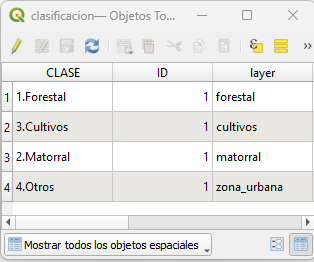 clasificacion— Objetos To...
CLASE ID layer
1 1.Forestal 1 forestal
2 3.Cultivos 1 cultivos
3 2.Matorral 1 matorral
4 4.Otros 1 zona_urbana
Mostrar todos los objetos espaciales